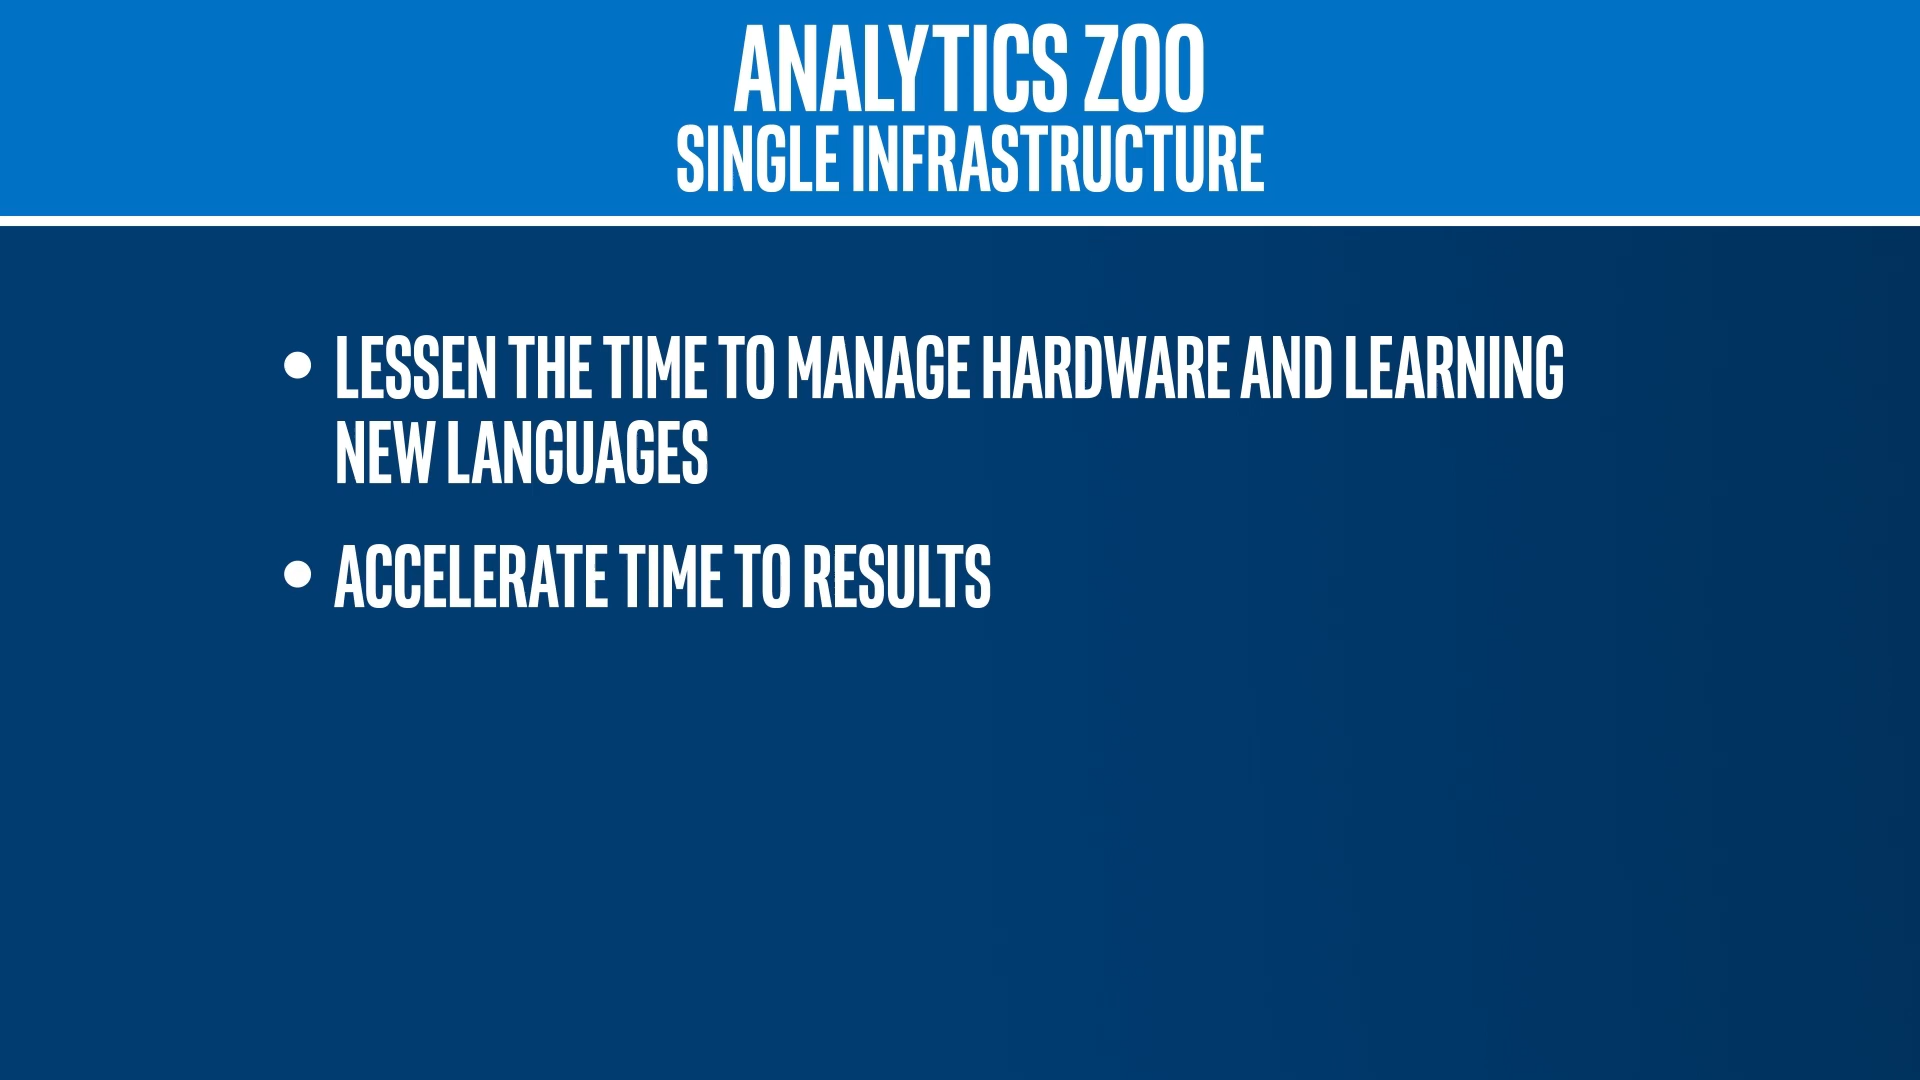 ANALYTICS ZOO
SINGLE INFRASTRUCTURE
• LESSEN THE TIME TO MANAGE HARDWARE AND LEARNING
NEW LANGUAGES
• ACCELERATE TIME TO RESULTS